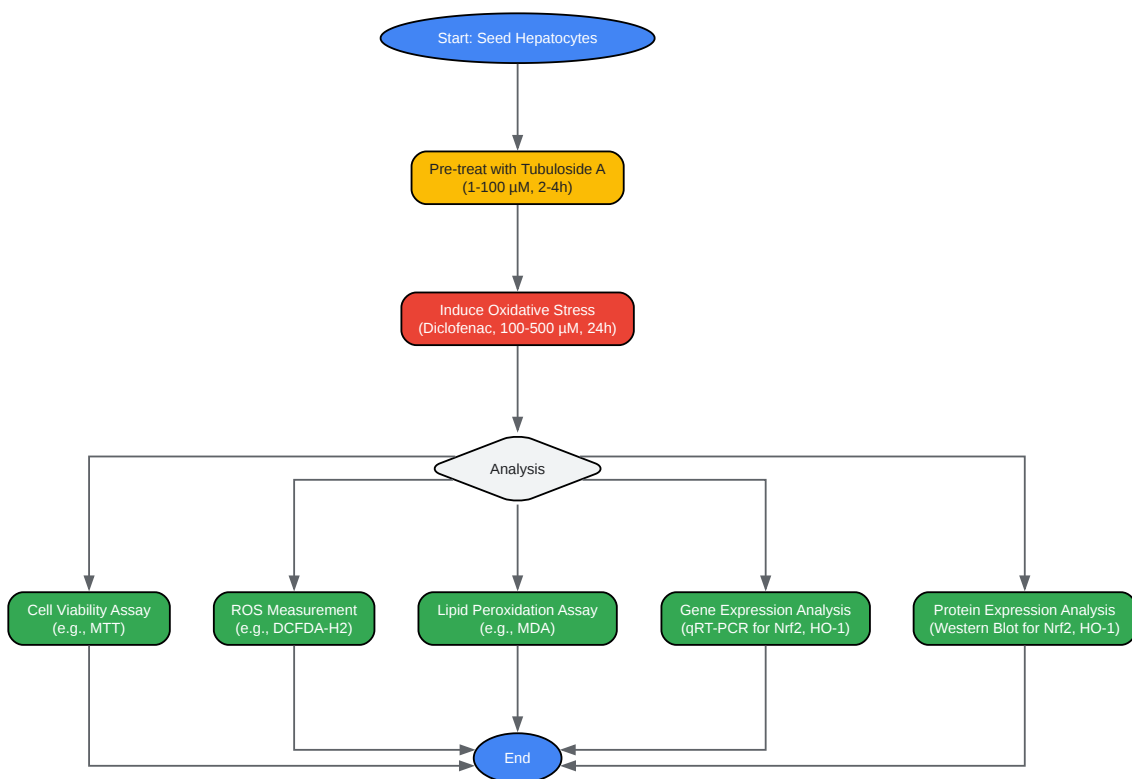 Start: Seed Hepatocytes
Pre-treat with Tubuloside A
(1-100 µM, 2-4h)
Induce Oxidative Stress
(Diclofenac, 100-500 µM, 24h)
Analysis
Cell Viability Assay
(e.g., MTT)
ROS Measurement
(e.g., DCFDA-H2)
Lipid Peroxidation Assay
(e.g., MDA)
Gene Expression Analysis
(qRT-PCR for Nrf2, HO-1)
Protein Expression Analysis
(Western Blot for Nrf2, HO-1)
End